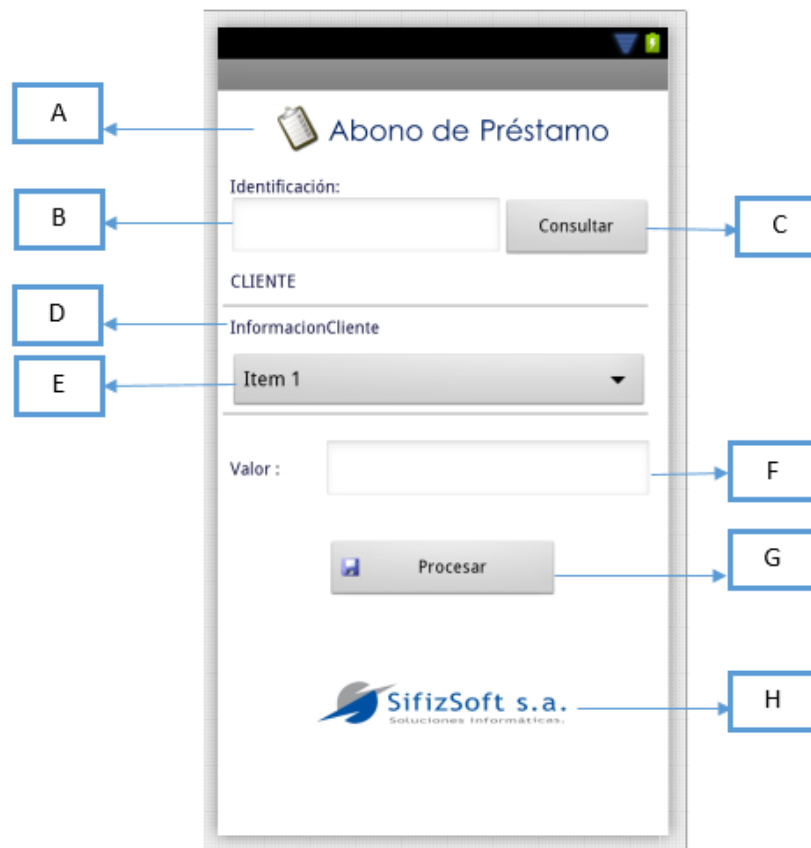 A
Abono de Préstamo
Identificación:
B
Consultar
C
CLIENTE
D
InformacionCliente
E
Item 1
Valor :
F
Procesar
G
SifizSoft s.a.
Soluciones Informáticas.
H